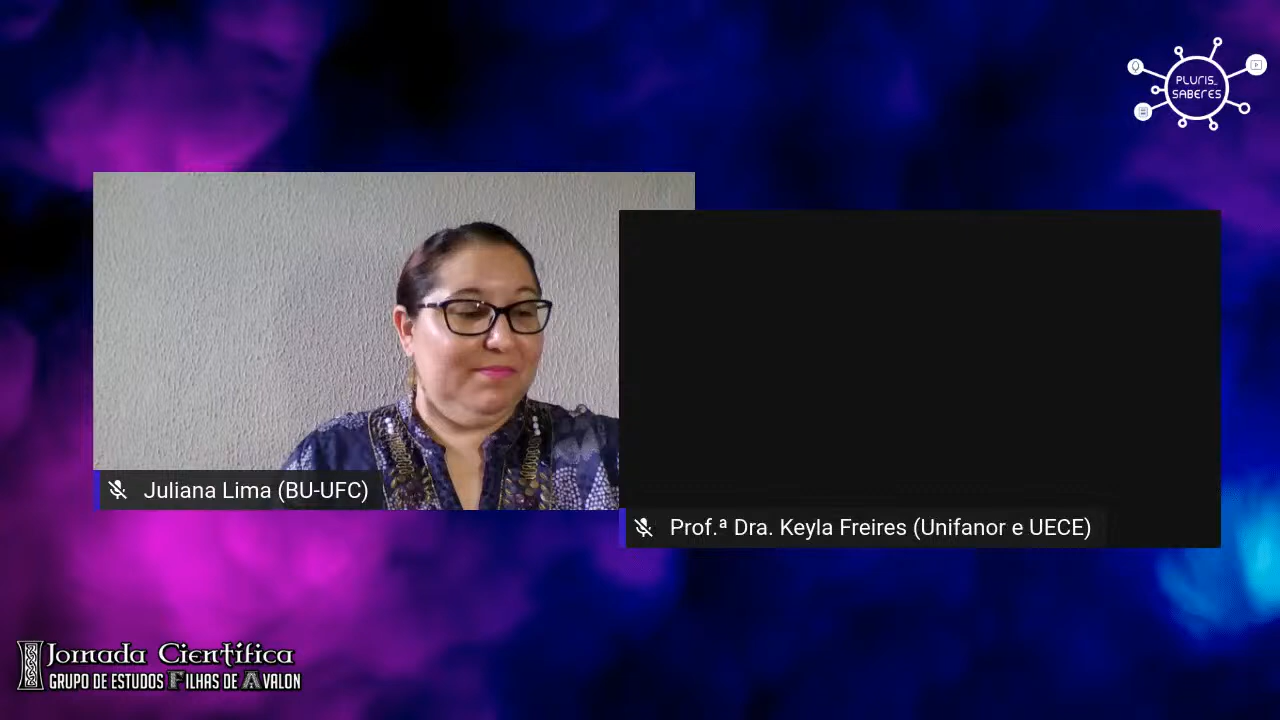 PLURIS_
SABERES
Juliana Lima (BU-UFC)
Prof.ª Dra. Keyla Freires (Unifanor e UECE)
I Jornada Científica
GRUPO DE ESTUDOS FILHAS DE AVALON